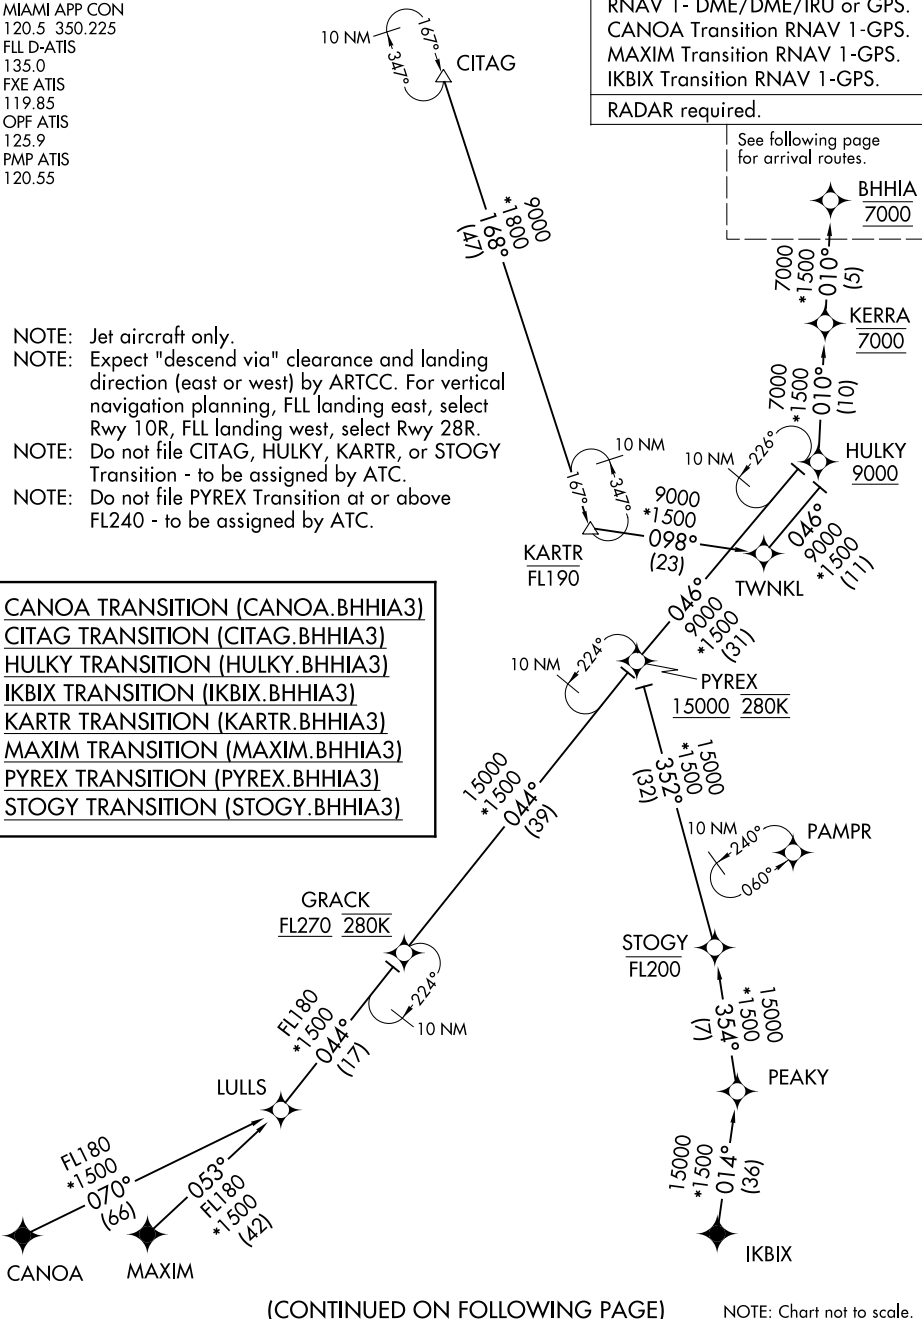 MIAMI APP CON
120.5 350.225
FLL D-ATIS
135.0
FXE ATIS
119.85
OPF ATIS
125.9
PMP ATIS
120.55
RNAV 1- DME/DME/IRU or GPS.
CANOA Transition RNAV 1-GPS.
MAXIM Transition RNAV 1-GPS.
IKBIX Transition RNAV 1-GPS.
RADAR required.
See following page
for arrival routes.
10 NM
167°
347°
CITAG
9000
*1800
168°
(47)
BHHIA
7000
7000
*1500
010°
(5)
KERRA
7000
7000
*1500
010°
(10)
NOTE: Jet aircraft only.
NOTE: Expect "descend via" clearance and landing
direction (east or west) by ARTCC. For vertical
navigation planning, FLL landing east, select
Rwy 10R, FLL landing west, select Rwy 28R.
NOTE: Do not file CITAG, HULKY, KARTR, or STOGY
Transition - to be assigned by ATC.
NOTE: Do not file PYREX Transition at or above
FL240 - to be assigned by ATC.
10 NM
167°
347°
10 NM
226°
HULKY
9000
KARTR
FL190
9000
*1500
098°
(23)
TWNKL
046°
9000
*1500
(11)
046°
9000
*1500
(31)
CANOA TRANSITION (CANOA.BHHIA3)
CITAG TRANSITION (CITAG.BHHIA3)
HULKY TRANSITION (HULKY.BHHIA3)
IKBIX TRANSITION (IKBIX.BHHIA3)
KARTR TRANSITION (KARTR.BHHIA3)
MAXIM TRANSITION (MAXIM.BHHIA3)
PYREX TRANSITION (PYREX.BHHIA3)
STOGY TRANSITION (STOGY.BHHIA3)
10 NM
224°
PYREX
15000 280K
15000
*1500
044°
(39)
15000
*1500
352°
(32)
10 NM
240°
060°
PAMPR
GRACK
FL270 280K
224°
10 NM
STOGY
FL200
FL180
*1500
044°
(17)
15000
*1500
354°
(7)
LULLS
PEAKY
FL180
*1500
070°
(66)
053°
FL180
*1500
(42)
15000
*1500
014°
(36)
CANOA
MAXIM
IKBIX
(CONTINUED ON FOLLOWING PAGE)
NOTE: Chart not to scale.